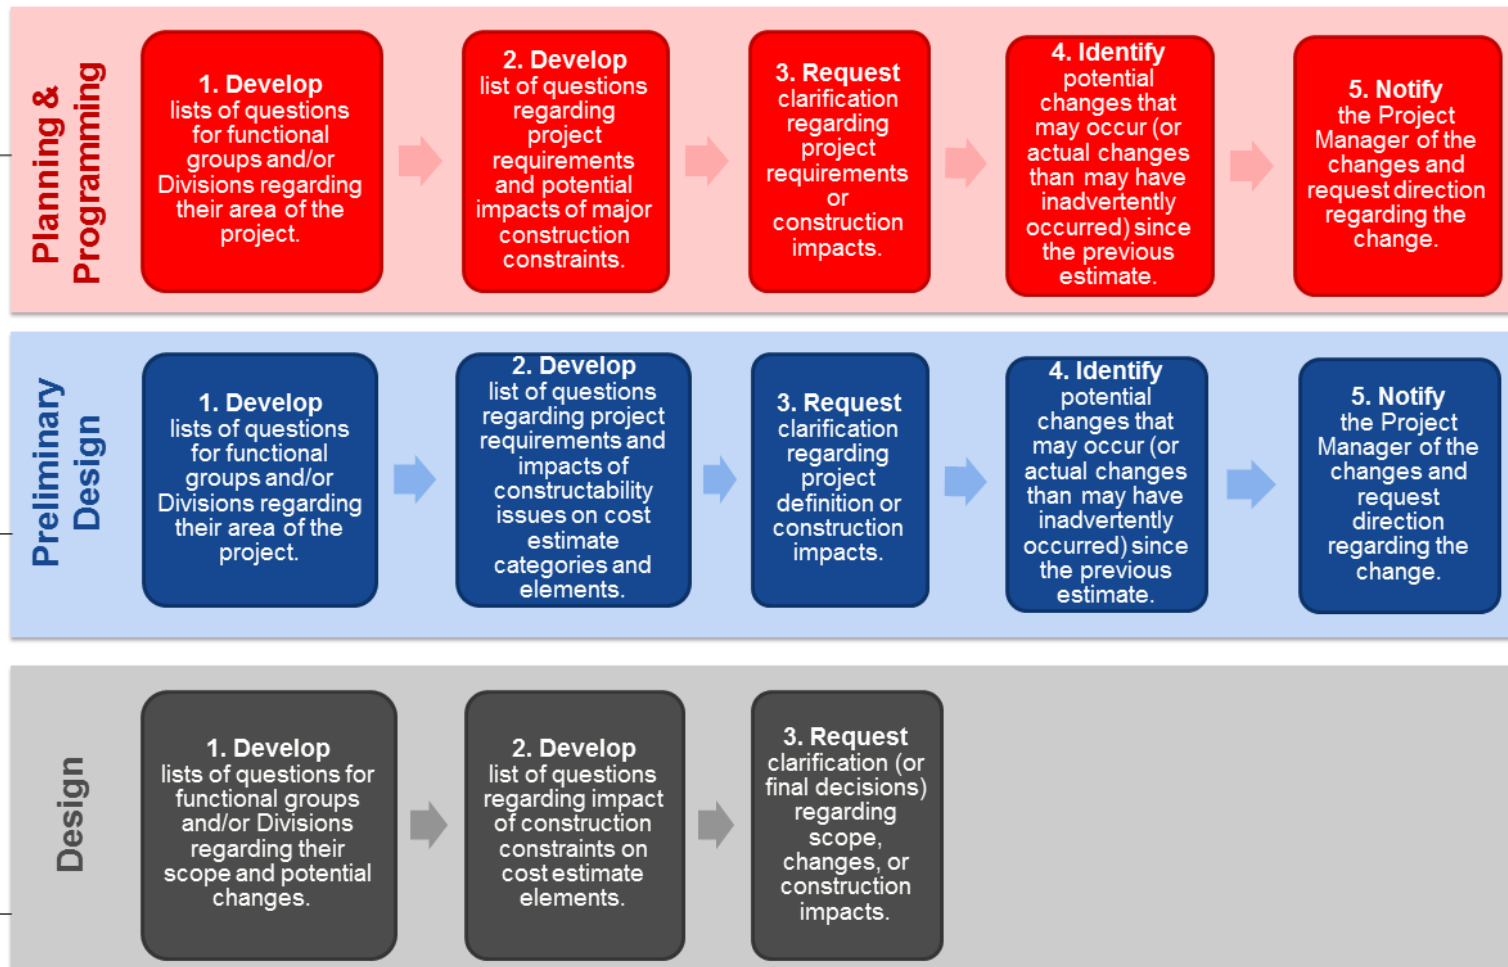 Planning &
Programming
1. Develop
lists of questions
for functional
groups and/or
Divisions regarding
their area of the
project.
2. Develop
list of questions
regarding
project
requirements
and potential
impacts of major
construction
constraints.
3. Request
clarification
regarding
project
requirements
or
construction
impacts.
4. Identify
potential
changes that
may occur (or
actual changes
than may have
inadvertently
occurred) since
the previous
estimate.
5. Notify
the Project
Manager of the
changes and
request direction
regarding the
change.
Preliminary
Design
1. Develop
lists of questions
for functional
groups and/or
Divisions regarding
their area of the
project.
2. Develop
list of questions
regarding project
requirements and
impacts of
constructability
issues on cost
estimate
categories and
elements.
3. Request
clarification
regarding
project
definition or
construction
impacts.
4. Identify
potential
changes that
may occur (or
actual changes
than may have
inadvertently
occurred) since
the previous
estimate.
5. Notify
the Project
Manager of the
changes and
request
direction
regarding the
change.
Design
1. Develop
lists of questions for
functional groups
and/or Divisions
regarding their
scope and potential
changes.
2. Develop
list of questions
regarding impact
of construction
constraints on
cost estimate
elements.
3. Request
clarification (or
final decisions)
regarding
scope,
changes, or
construction
impacts.